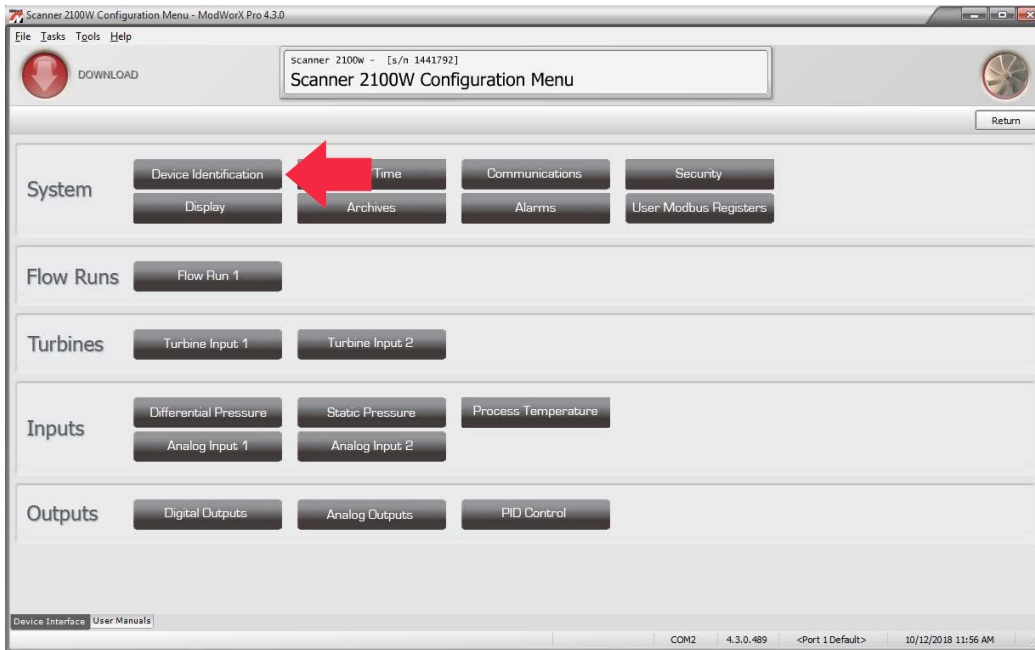 Scanner 2100W Configuration Menu - ModWorX Pro 4.3.0
File Tasks Tools Help
DOWNLOAD
Scanner 2100W - [s/n 1441792]
Scanner 2100W Configuration Menu
Return
System
Device Identification
Time
Communications
Security
Display
Archives
Alarms
User Modbus Registers
Flow Runs
Flow Run 1
Turbines
Turbine Input 1
Turbine Input 2
Inputs
Differential Pressure
Static Pressure
Process Temperature
Analog Input 1
Analog Input 2
Outputs
Digital Outputs
Analog Outputs
PID Control
Device Interface User Manuals
COM2 4.3.0.489 <Port 1 Default> 10/12/2018 11:56 AM